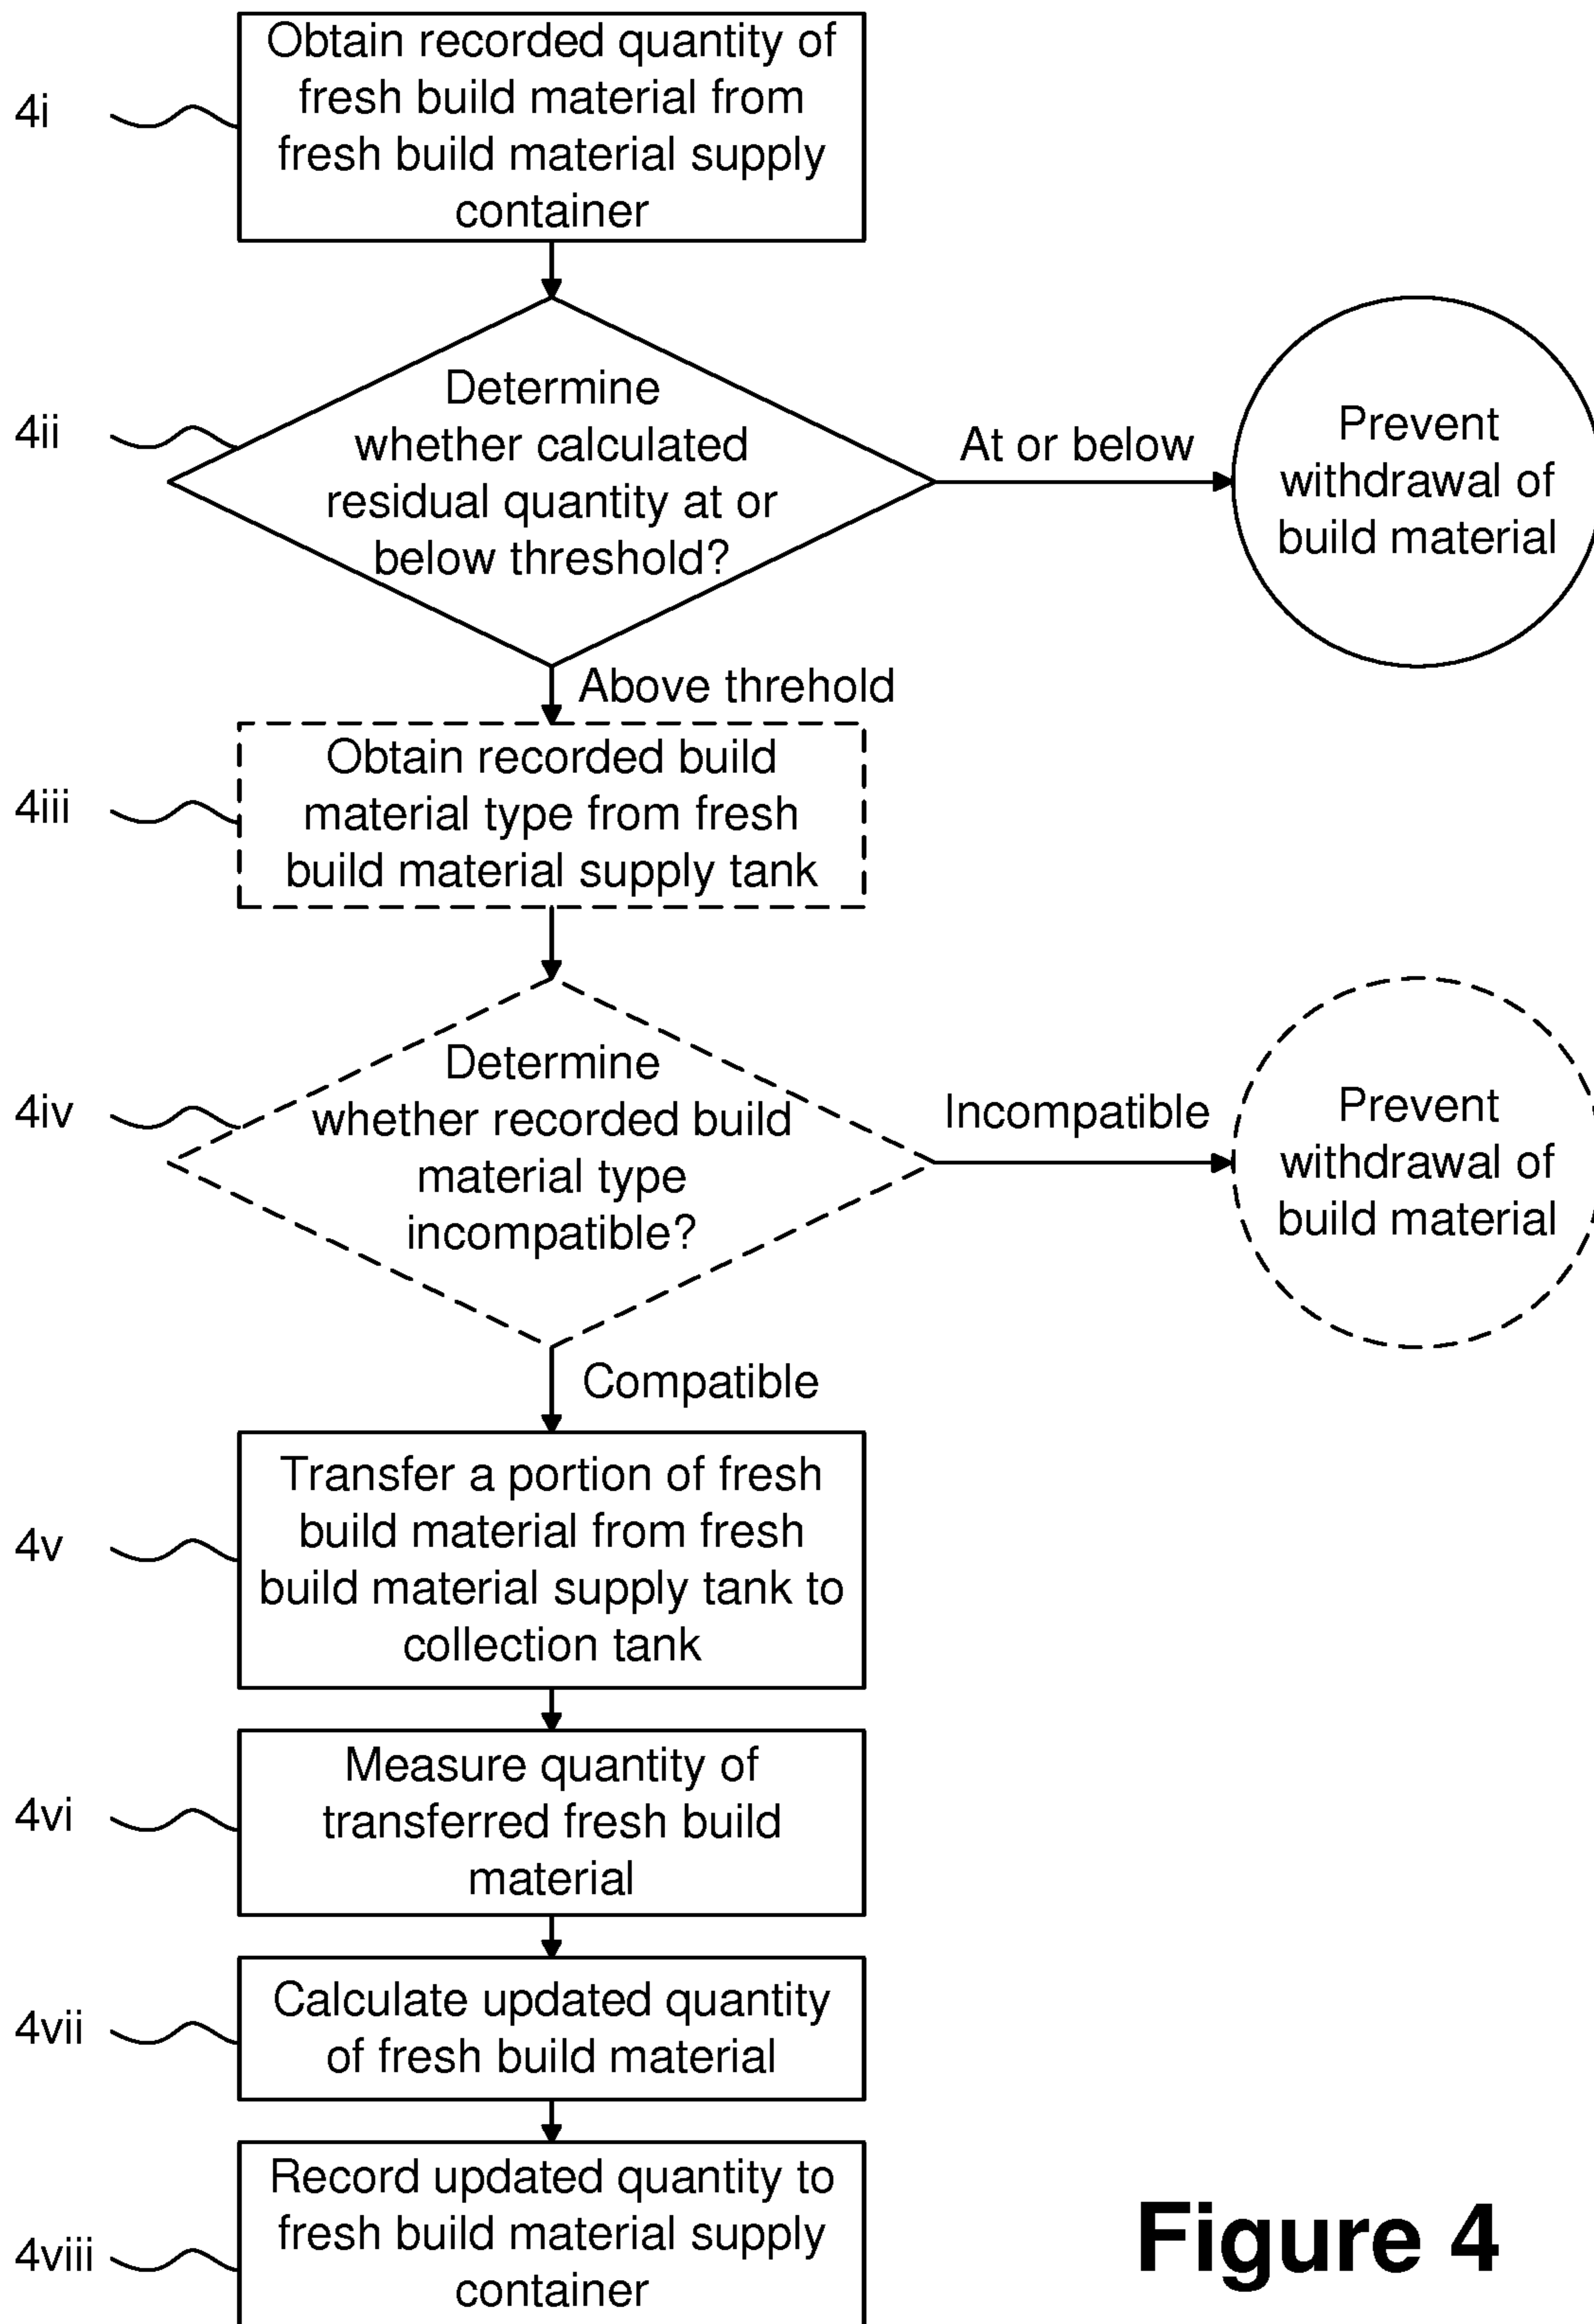 4i
Obtain recorded quantity of
fresh build material from
fresh build material supply
container
4ii
Determine
whether calculated
residual quantity at or
below threshold?
At or below
Prevent
withdrawal of
build material
Above threhold
4iii
Obtain recorded build
material type from fresh
build material supply tank
4iv
Determine
whether recorded build
material type
incompatible?
Incompatible
Prevent
withdrawal of
build material
Compatible
4v
Transfer a portion of fresh
build material from fresh
build material supply tank to
collection tank
4vi
Measure quantity of
transferred fresh build
material
4vii
Calculate updated quantity
of fresh build material
4viii
Record updated quantity to
fresh build material supply
container
Figure 4